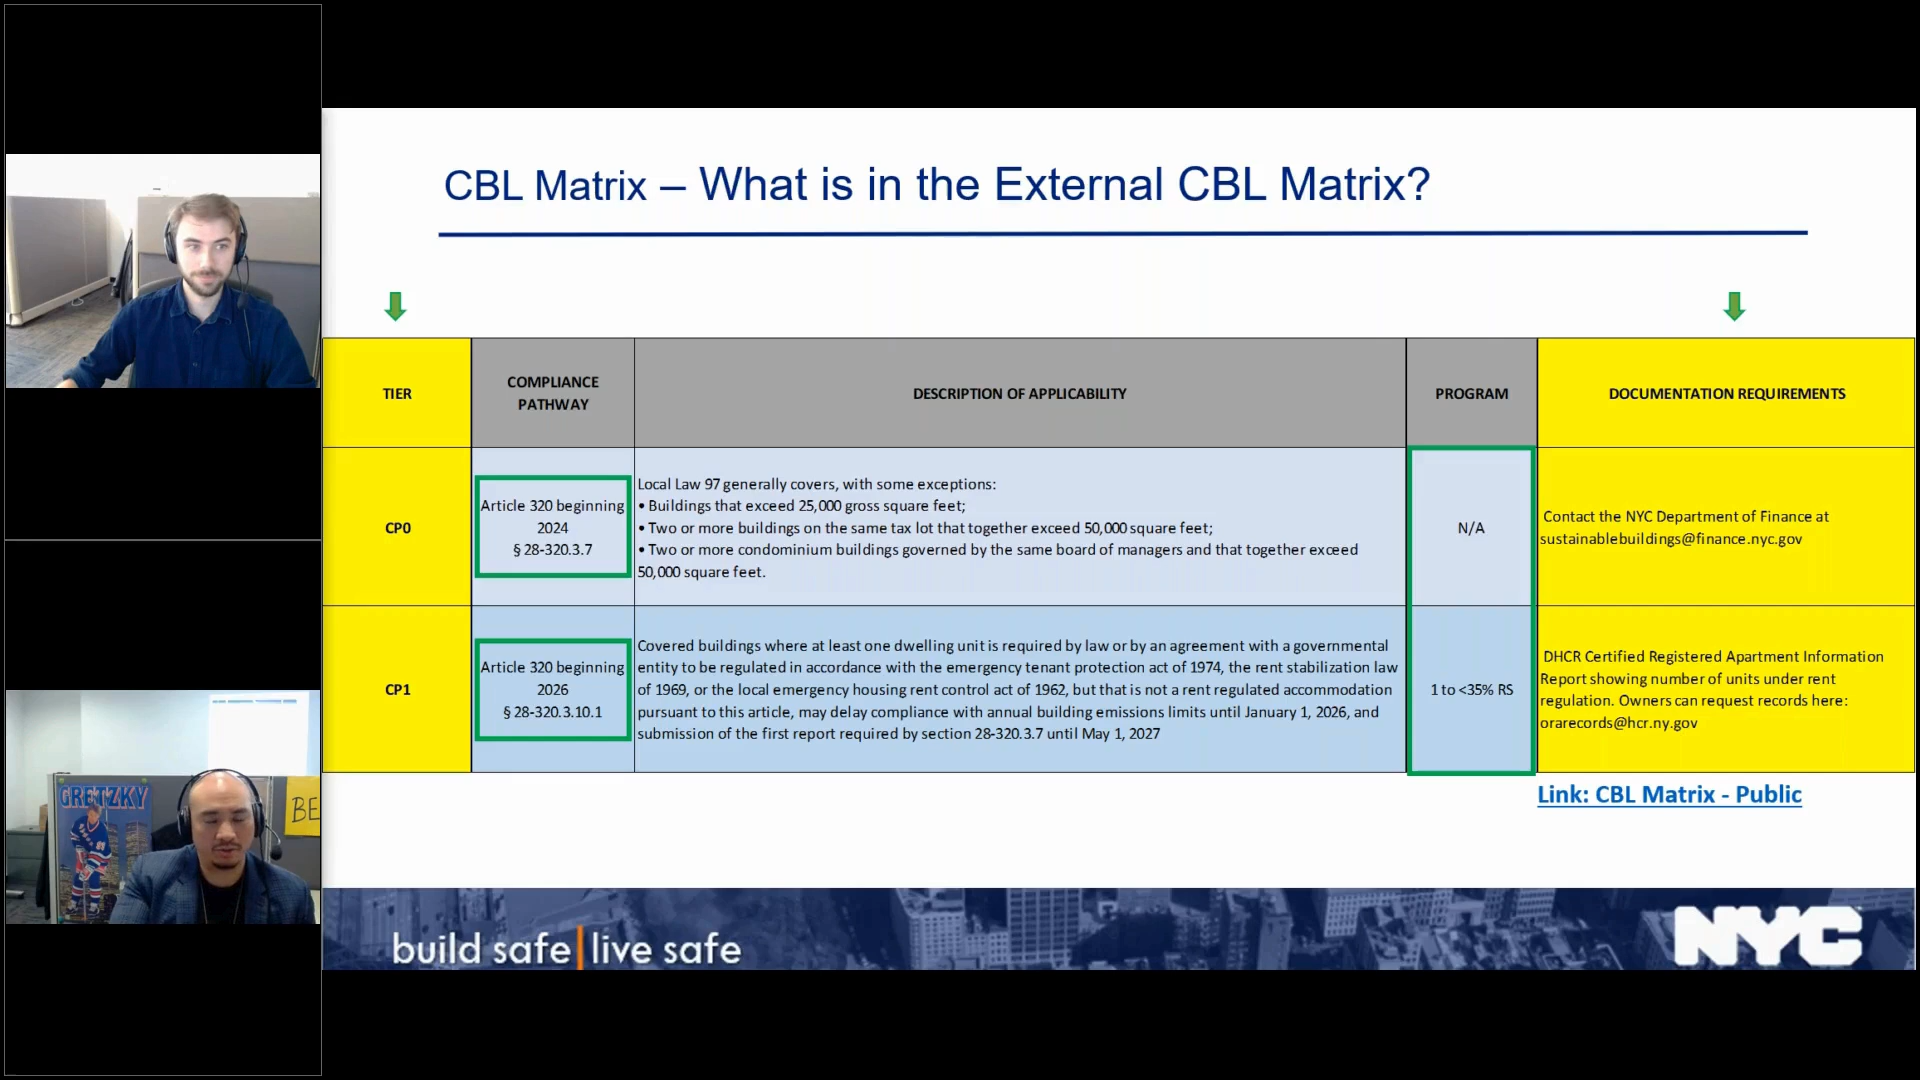 CBL Matrix – What is in the External CBL Matrix?
TIER
COMPLIANCE
PATHWAY
DESCRIPTION OF APPLICABILITY
PROGRAM
DOCUMENTATION REQUIREMENTS
CP0
Article 320 beginning
2024
§ 28-320.3.7
Local Law 97 generally covers, with some exceptions:
• Buildings that exceed 25,000 gross square feet;
• Two or more buildings on the same tax lot that together exceed 50,000 square feet;
• Two or more condominium buildings governed by the same board of managers and that together exceed
50,000 square feet.
N/A
Contact the NYC Department of Finance at
sustainablebuildings@finance.nyc.gov
CP1
Article 320 beginning
2026
§ 28-320.3.10.1
Covered buildings where at least one dwelling unit is required by law or by an agreement with a governmental
entity to be regulated in accordance with the emergency tenant protection act of 1974, the rent stabilization law
of 1969, or the local emergency housing rent control act of 1962, but that is not a rent regulated accommodation
pursuant to this article, may delay compliance with annual building emissions limits until January 1, 2026, and
submission of the first report required by section 28-320.3.7 until May 1, 2027
1 to <35% RS
DHCR Certified Registered Apartment Information
Report showing number of units under rent
regulation. Owners can request records here:
orarecords@hcr.ny.gov
Link: CBL Matrix - Public
build safe|live safe
NYC
GRETZKY
BE